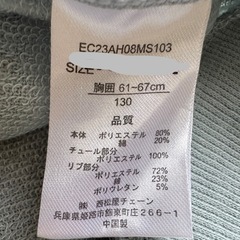 EC23AH08MS103
SIZE
胸囲 61~67cm
130
品質
本体 ポリエステル 80%
綿 20%
チュール部分 ポリエステル 100%
リブ部分 ポリエステル 72%
綿 23%
ポリウレタン 5%
㈱ 西松屋チェーン
兵庫県姫路市飾東町庄266-1
中国製